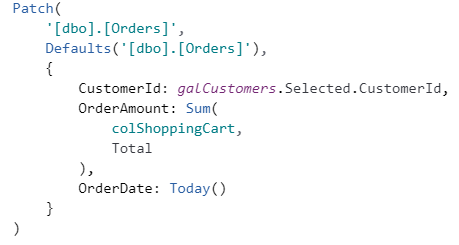 Patch(
    '[dbo].[Orders]',
    Defaults('[dbo].[Orders]'),
    {
        CustomerId: galCustomers.Selected.CustomerId,
        OrderAmount: Sum(
            colShoppingCart,
            Total
        ),
        OrderDate: Today()
    }
)